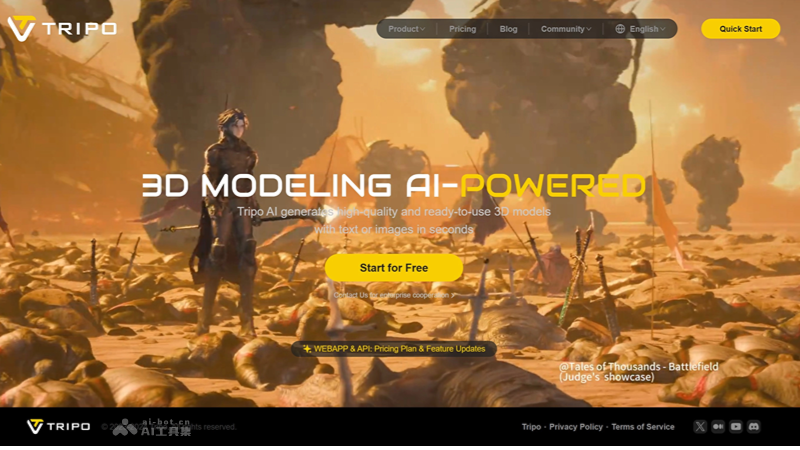 TRIPO
Product
Pricing
Blog
Community
English
Quick Start
3D MODELING AI-POWERED
Tripo AI generates high-quality and ready-to-use 3D models
with text or images in seconds
Start for Free
Contact Us for enterprise cooperation >
WEBAPP & API: Pricing Plan & Feature Updates
@Tales of Thousands - Battlefield
(Judge's showcase)
TRIPO
©
rights reserved.
ai-bot.cn
AI工具集
Tripo · Privacy Policy · Terms of Service